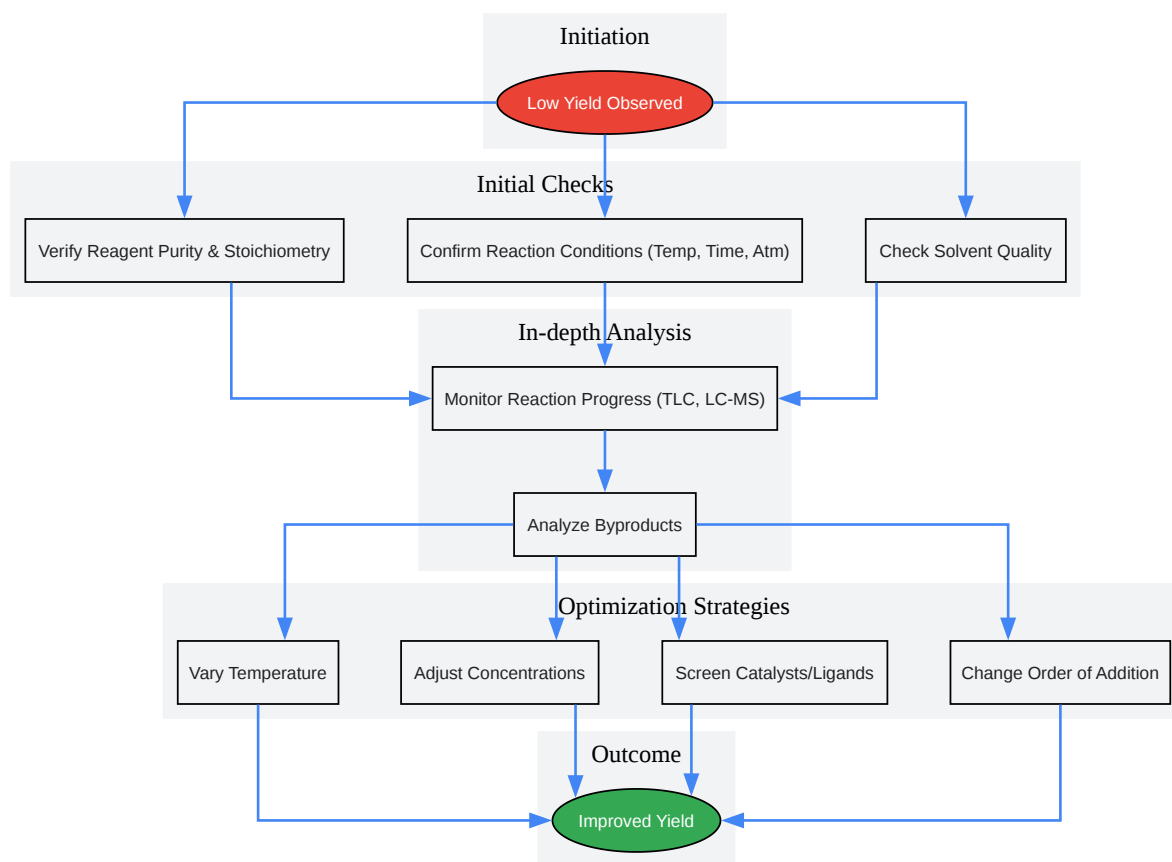 Initiation
Low Yield Observed
Initial Checks
Verify Reagent Purity & Stoichiometry
Confirm Reaction Conditions (Temp, Time, Atm)
Check Solvent Quality
In-depth Analysis
Monitor Reaction Progress (TLC, LC-MS)
Analyze Byproducts
Optimization Strategies
Vary Temperature
Adjust Concentrations
Screen Catalysts/Ligands
Change Order of Addition
Outcome
Improved Yield